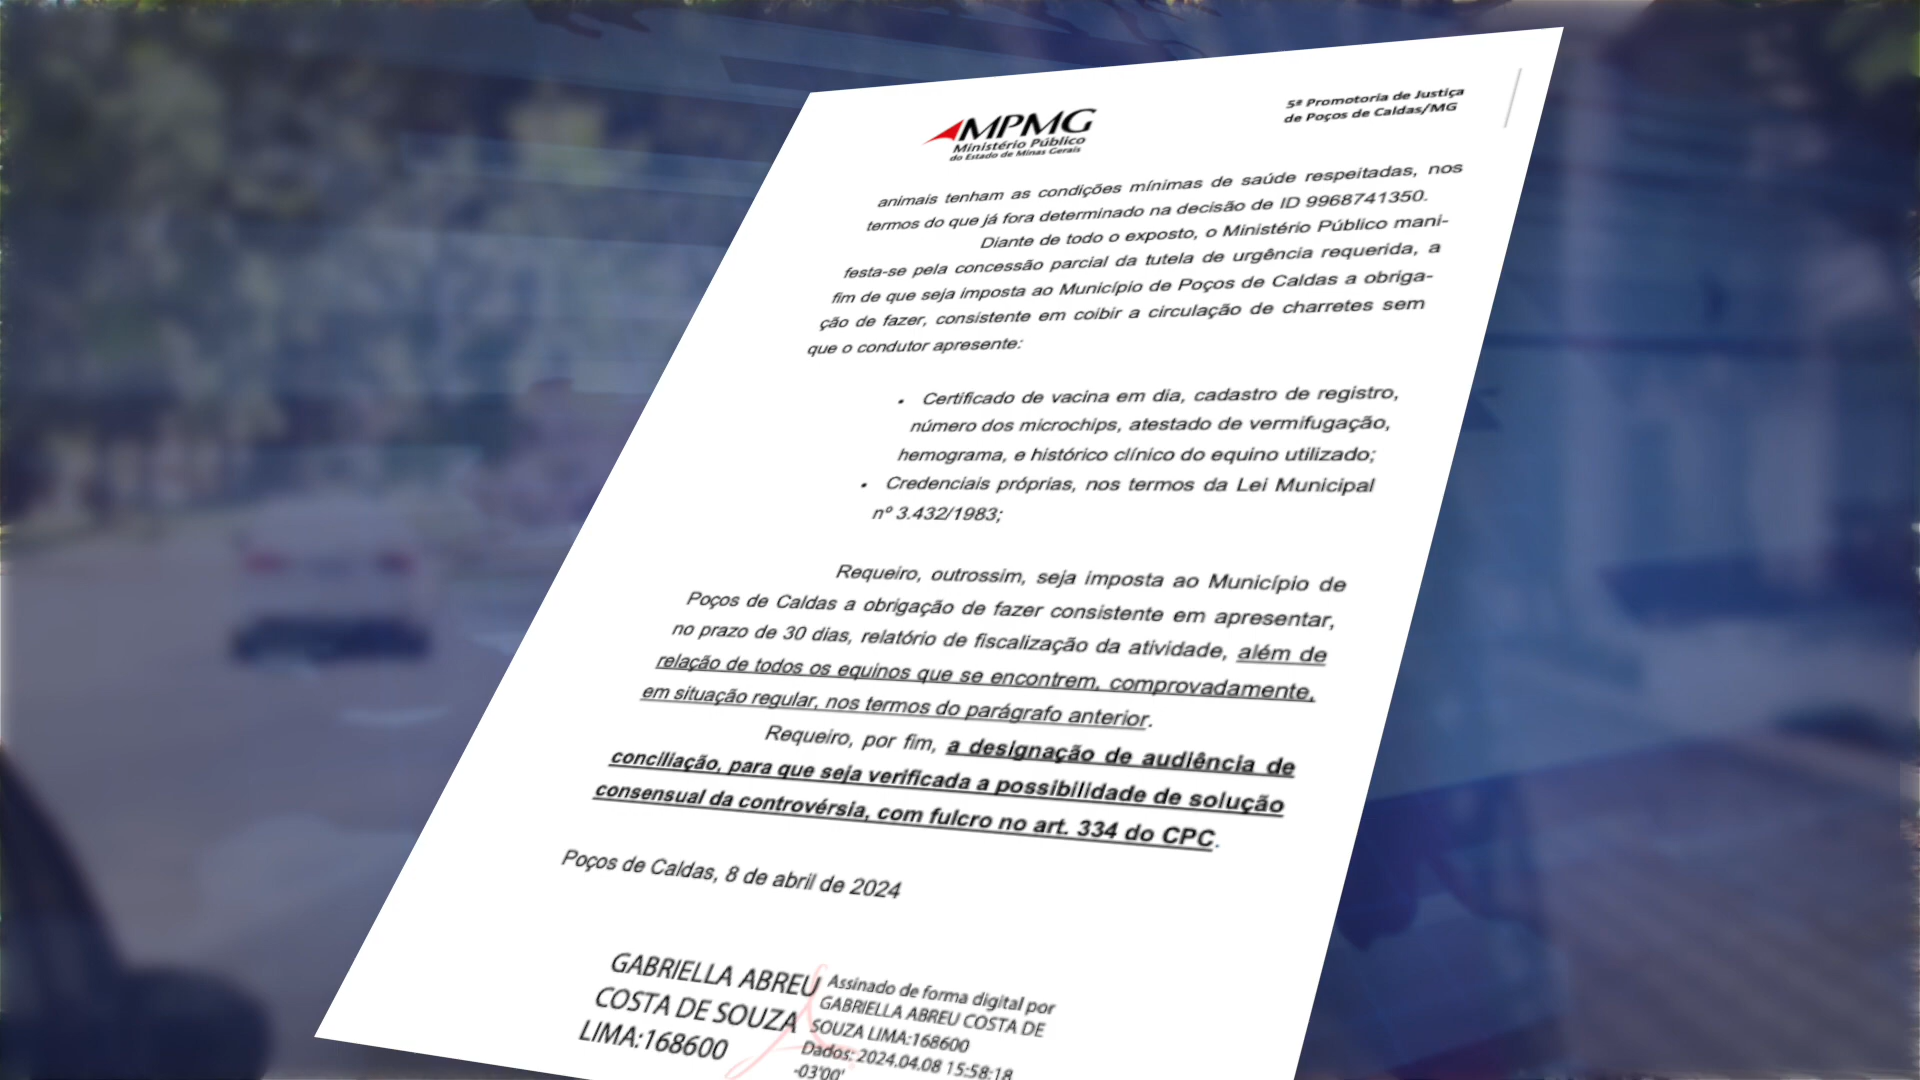 MPMG
Ministério Público
do Estado de Minas Gerais
5ª Promotoria de Justiça
de Poços de Caldas/MG
animais tenham as condições mínimas de saúde respeitadas, nos
termos do que já fora determinado na decisão de ID 9968741350.
Diante de todo o exposto, o Ministério Público mani-
festa-se pela concessão parcial da tutela de urgência requerida, a
fim de que seja imposta ao Município de Poços de Caldas a obriga-
ção de fazer, consistente em coibir a circulação de charretes sem
que o condutor apresente:
• Certificado de vacina em dia, cadastro de registro,
número dos microchips, atestado de vermifugação,
hemograma, e histórico clínico do equino utilizado;
• Credenciais próprias, nos termos da Lei Municipal
nº 3.432/1983;
Requeiro, outrossim, seja imposta ao Município de
Poços de Caldas a obrigação de fazer consistente em apresentar,
no prazo de 30 dias, relatório de fiscalização da atividade, além de
relação de todos os equinos que se encontrem, comprovadamente,
em situação regular, nos termos do parágrafo anterior.
Requeiro, por fim, a designação de audiência de
conciliação, para que seja verificada a possibilidade de solução
consensual da controvérsia, com fulcro no art. 334 do CPC.
Poços de Caldas, 8 de abril de 2024
GABRIELLA ABREU
COSTA DE SOUZA
LIMA:168600
Assinado de forma digital por
GABRIELLA ABREU COSTA DE
SOUZA LIMA:168600
Dados: 2024.04.08 15:58:18
-03'00'